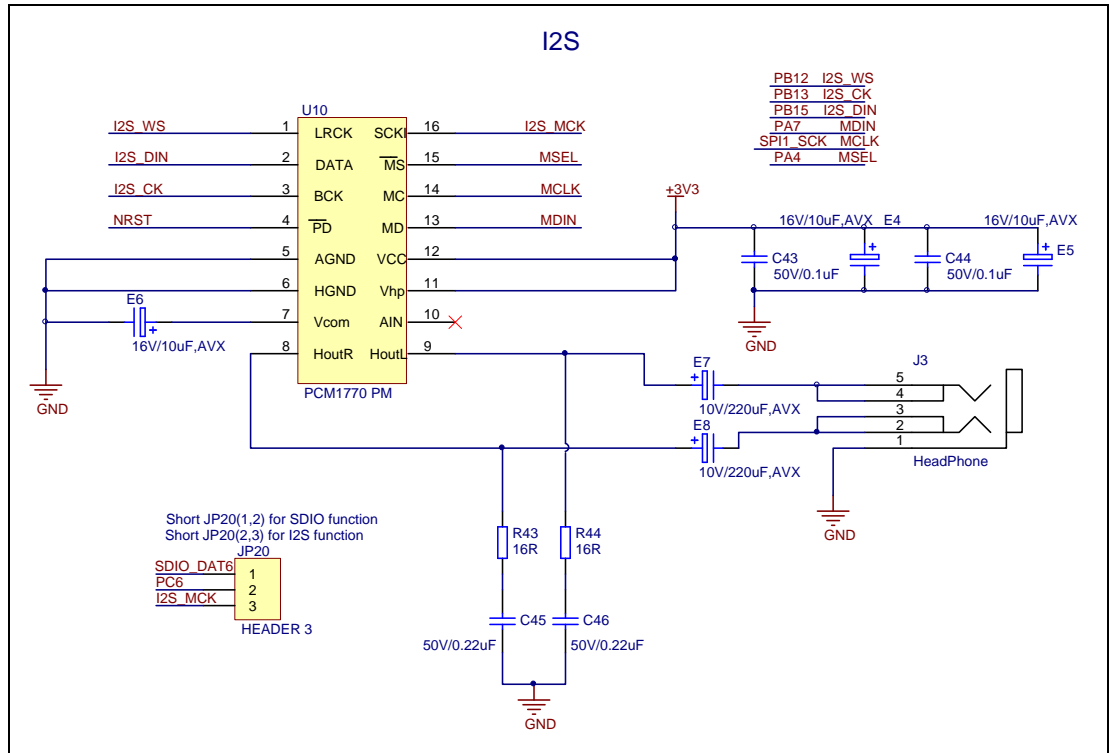 I2S
PB12 I2S_WS
PB13 I2S_CK
PB15 I2S_DIN
PA7 MDIN
SPI1_SCK MCLK
PA4 MSEL
U10
I2S_WS 1 LRCK SCKI 16 I2S_MCK
I2S_DIN 2 DATA MS 15 MSEL
I2S_CK 3 BCK MC 14 MCLK
NRST 4 PD MD 13 MDIN
5 AGND VCC 12
6 HGND Vhp 11
7 Vcom AIN 10
8 HoutR HoutL 9
PCM1770 PM
+3V3
16V/10uF,AVX E4
16V/10uF,AVX
C43
50V/0.1uF
C44
50V/0.1uF
E5
GND
E6
16V/10uF,AVX
GND
E7
10V/220uF,AVX
E8
10V/220uF,AVX
J3
5
4
3
2
1
HeadPhone
GND
R43
16R
R44
16R
C45
50V/0.22uF
C46
50V/0.22uF
GND
Short JP20(1,2) for SDIO function
Short JP20(2,3) for I2S function
JP20
SDIO_DAT6 1
PC6 2
I2S_MCK 3
HEADER 3